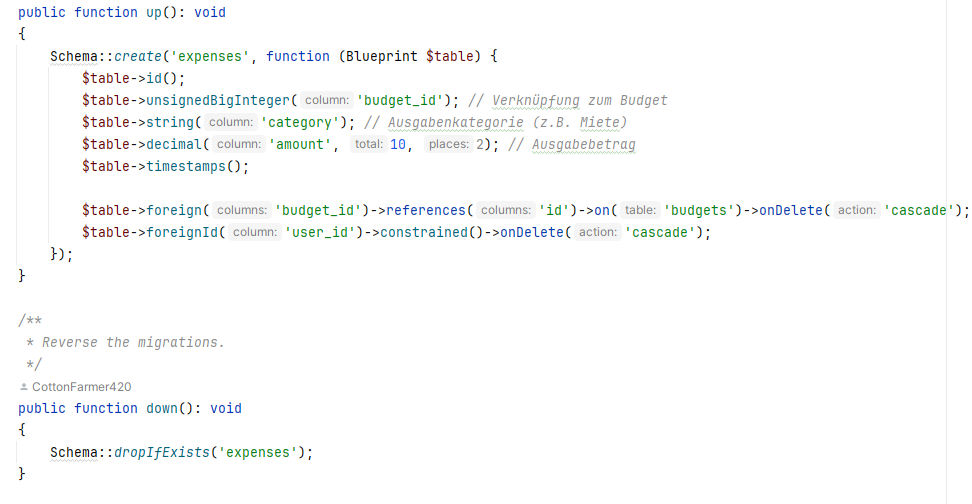 public function up(): void
{
    Schema::create('expenses', function (Blueprint $table) {
        $table->id();
        $table->unsignedBigInteger( column: 'budget_id'); // Verknüpfung zum Budget
        $table->string( column: 'category'); // Ausgabenkategorie (z.B. Miete)
        $table->decimal( column: 'amount', total: 10, places: 2); // Ausgabebetrag
        $table->timestamps();

        $table->foreign( columns: 'budget_id')->references( columns: 'id')->on( table: 'budgets')->onDelete( action: 'cascade');
        $table->foreignId( column: 'user_id')->constrained()->onDelete( action: 'cascade');
    });
}

/**
 * Reverse the migrations.
 */
CottonFarmer420
public function down(): void
{
    Schema::dropIfExists('expenses');
}